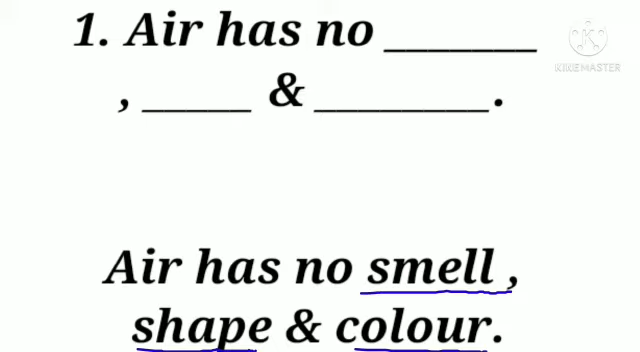 1. Air has no _______
, _____ & ________.
KINEMASTER
Air has no smell ,
shape & colour.